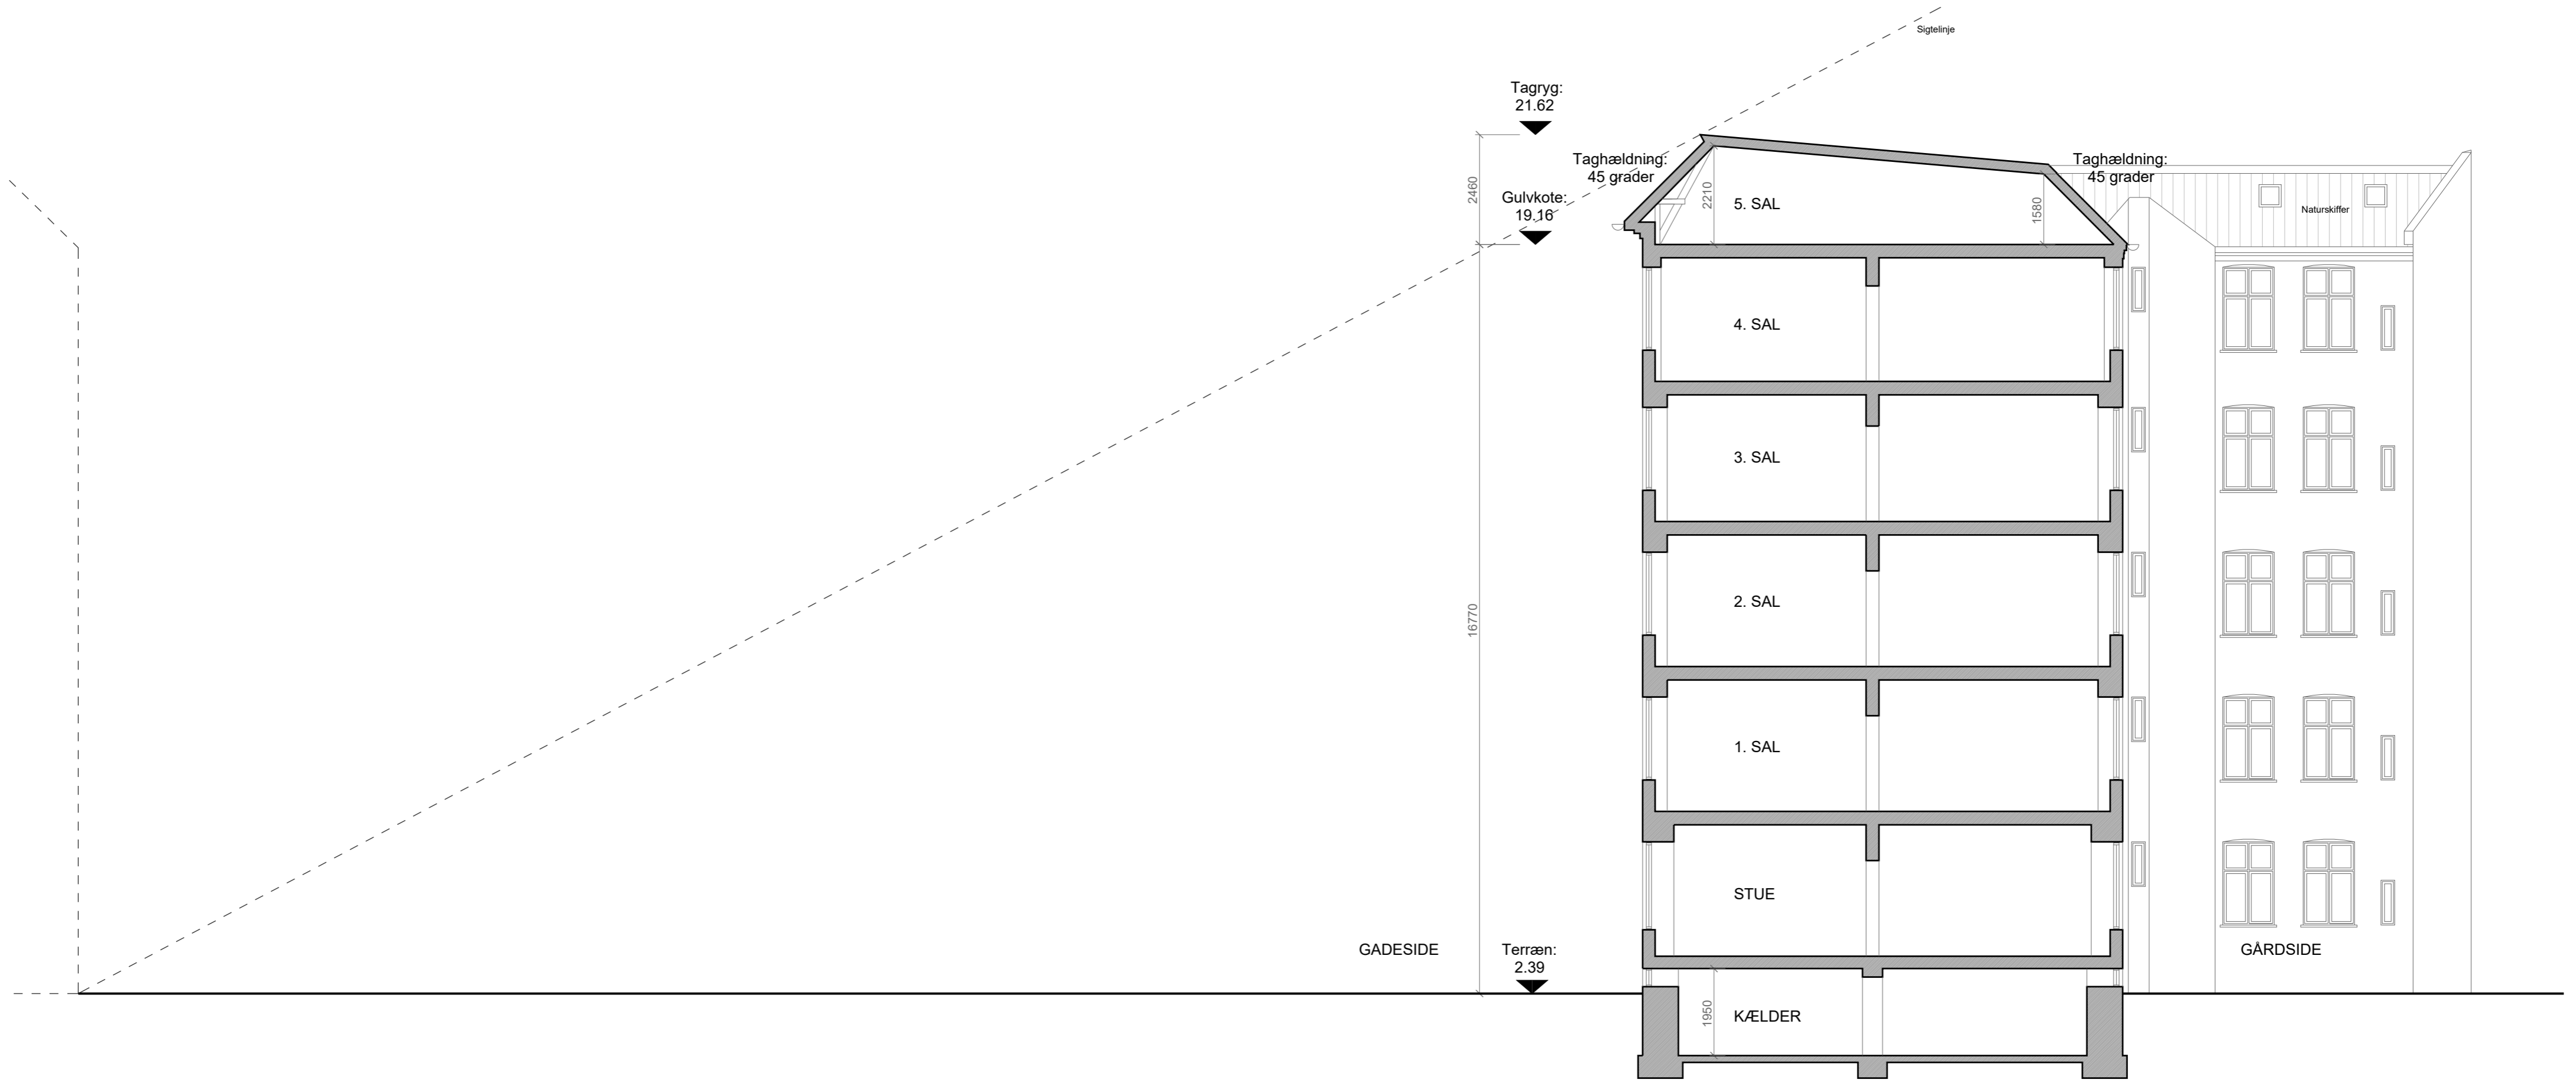 Sigtelinje
Tagryg:
21.62
Taghældning:
45 grader
Taghældning:
45 grader
2460
2210
1580
Gulvkote:
19.16
5. SAL
Naturskiffer
4. SAL
3. SAL
2. SAL
16770
1. SAL
STUE
GADESIDE
Terræn:
2.39
GÅRDSIDE
1950
KÆLDER